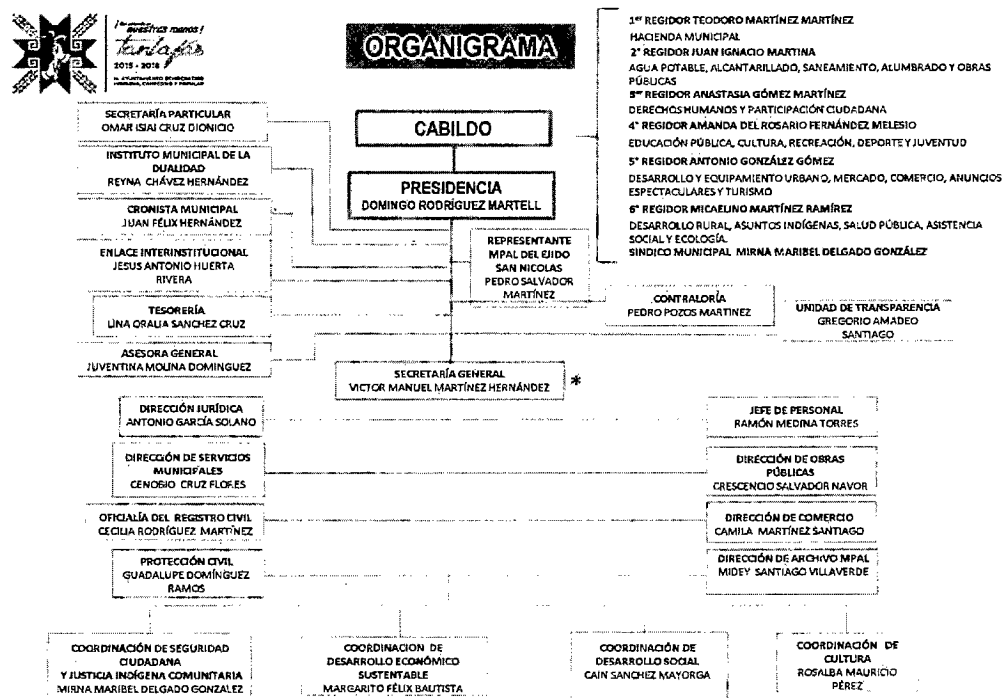 nuestras manos!
Tanlajás
2015 - 2018
H. AYUNTAMIENTO
ORGANIGRAMA
1er REGIDOR TEODORO MARTÍNEZ MARTÍNEZ
HACIENDA MUNICIPAL
2° REGIDOR JUAN IGNACIO MARTINA
AGUA POTABLE, ALCANTARILLADO, SANEAMIENTO, ALUMBRADO Y OBRAS
PÚBLICAS
3er REGIDOR ANASTASIA GÓMEZ MARTÍNEZ
DERECHOS HUMANOS Y PARTICIPACIÓN CIUDADANA
4° REGIDOR AMANDA DEL ROSARIO FERNÁNDEZ MELESIO
EDUCACIÓN PÚBLICA, CULTURA, RECREACIÓN, DEPORTE Y JUVENTUD
5° REGIDOR ANTONIO GONZÁLEZ GÓMEZ
DESARROLLO Y EQUIPAMIENTO URBANO, MERCADO, COMERCIO, ANUNCIOS
ESPECTACULARES Y TURISMO
6° REGIDOR MICAELINO MARTÍNEZ RAMÍREZ
DESARROLLO RURAL, ASUNTOS INDÍGENAS, SALUD PÚBLICA, ASISTENCIA
SOCIAL Y ECOLOGÍA.
SINDICO MUNICIPAL MIRNA MARIBEL DELGADO GONZÁLEZ
CABILDO
PRESIDENCIA
DOMINGO RODRÍGUEZ MARTELL
SECRETARÍA PARTICULAR
OMAR ISIAI CRUZ DIONICIO
INSTITUTO MUNICIPAL DE LA
DUALIDAD
REYNA CHÁVEZ HERNÁNDEZ
CRONISTA MUNICIPAL
JUAN FÉLIX HERNÁNDEZ
ENLACE INTERINSTITUCIONAL
JESUS ANTONIO HUERTA
RIVERA
TESORERÍA
LINA ORALIA SANCHEZ CRUZ
ASESORA GENERAL
JUVENTINA MOLINA DOMINGUEZ
REPRESENTANTE
MPAL DEL EJIDO
SAN NICOLAS
PEDRO SALVADOR
MARTÍNEZ
CONTRALORÍA
PEDRO POZOS MARTINEZ
UNIDAD DE TRANSPARENCIA
GREGORIO AMADEO
SANTIAGO
SECRETARÍA GENERAL
VICTOR MANUEL MARTÍNEZ HERNÁNDEZ *
DIRECCIÓN JURÍDICA
ANTONIO GARCÍA SOLANO
JEFE DE PERSONAL
RAMÓN MEDINA TORRES
DIRECCIÓN DE SERVICIOS
MUNICIPALES
CENOBIO CRUZ FLORES
DIRECCIÓN DE OBRAS
PÚBLICAS
CRESCENCIO SALVADOR NAVOR
OFICIALÍA DEL REGISTRO CIVIL
CECILIA RODRÍGUEZ MARTÍNEZ
DIRECCIÓN DE COMERCIO
CAMILA MARTÍNEZ SANTIAGO
PROTECCIÓN CIVIL
GUADALUPE DOMÍNGUEZ
RAMOS
DIRECCIÓN DE ARCHIVO MPAL
MIDEY SANTIAGO VILLAVERDE
COORDINACIÓN DE SEGURIDAD
CIUDADANA
Y JUSTICIA INDÍGENA COMUNITARIA
MIRNA MARIBEL DELGADO GONZALEZ
COORDINACION DE
DESARROLLO ECONÓMICO
SUSTENTABLE
MARGARITO FÉLIX BAUTISTA
COORDINACIÓN DE
DESARROLLO SOCIAL
CAIN SANCHEZ MAYORGA
COORDINACIÓN DE
CULTURA
ROSALBA MAURICIO
PÉREZ